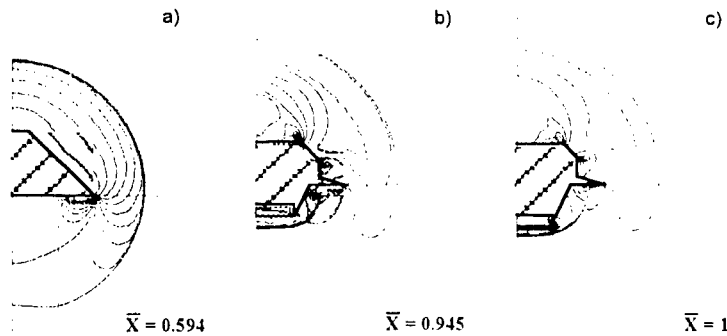 a)
b)
c)
X̅ = 0.594
X̅ = 0.945
X̅ = 1